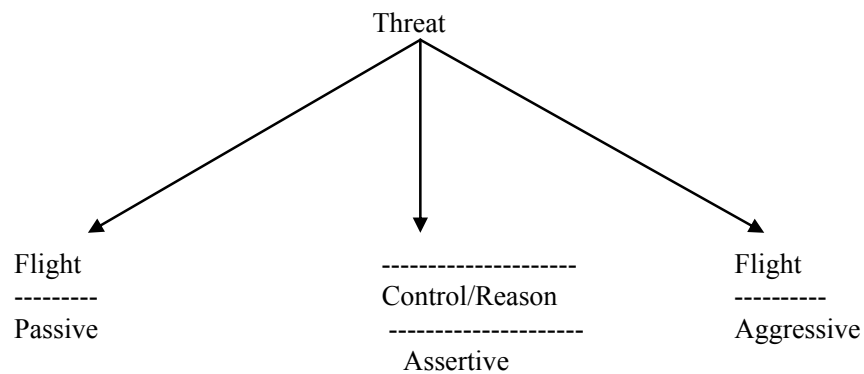 Threat
Flight
---------
Passive
---------------------
Control/Reason
---------------------
Assertive
Flight
----------
Aggressive